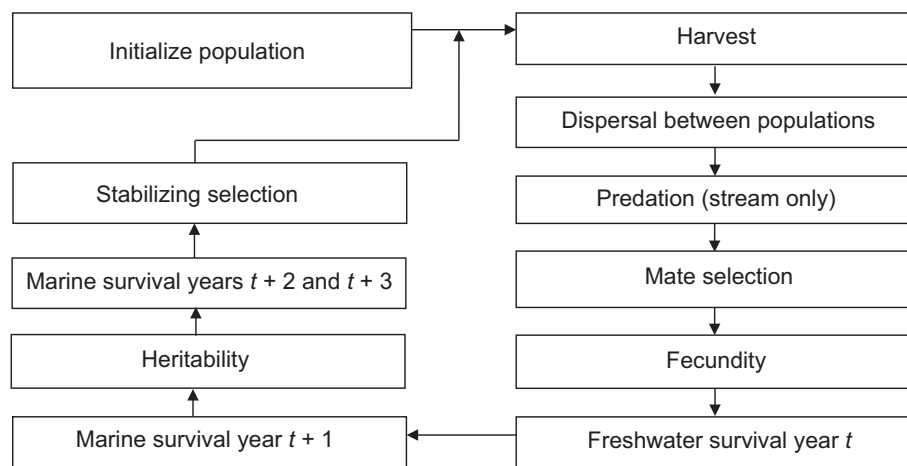 Initialize population
Harvest
Dispersal between populations
Predation (stream only)
Mate selection
Fecundity
Freshwater survival year t
Marine survival year t + 1
Heritability
Marine survival years t + 2 and t + 3
Stabilizing selection